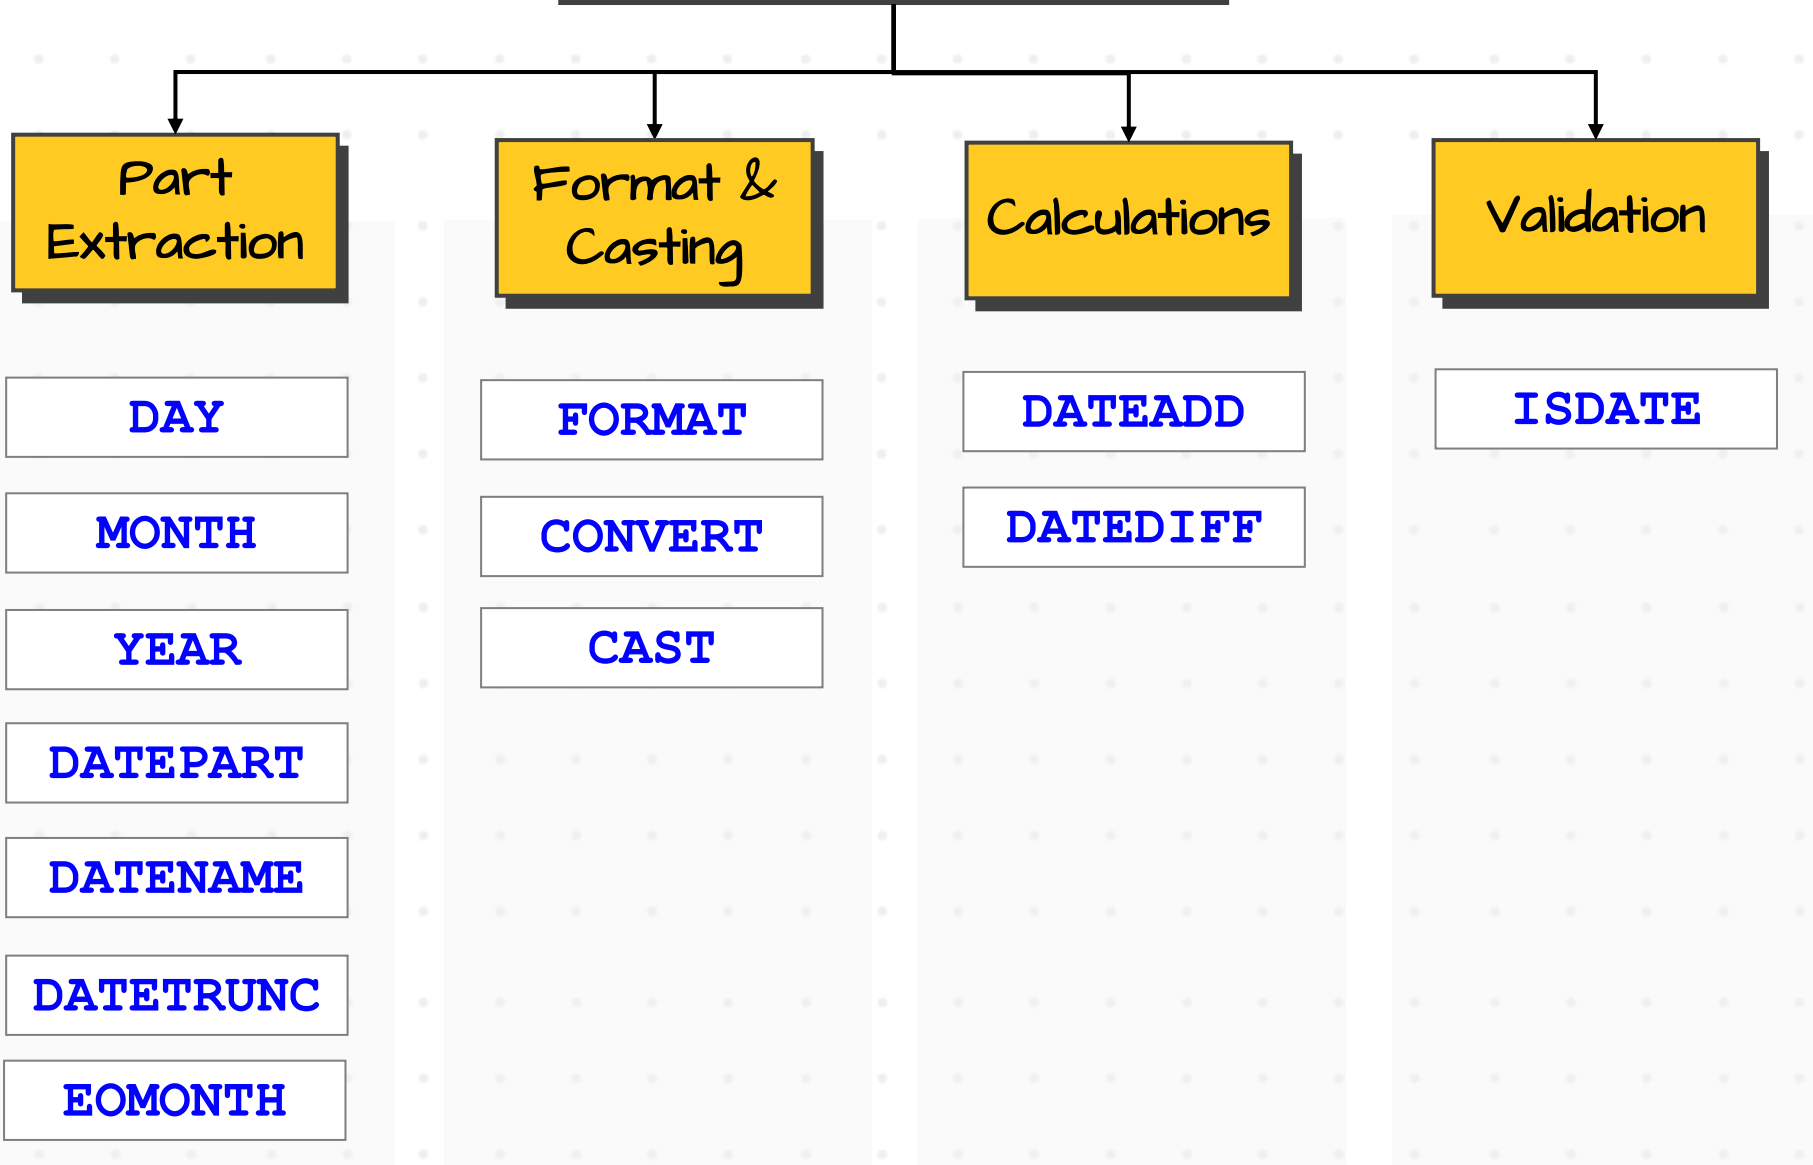 Part
Extraction
Format &
Casting
Calculations
Validation
DAY
MONTH
YEAR
DATEPART
DATENAME
DATETRUNC
EOMONTH
FORMAT
CONVERT
CAST
DATEADD
DATEDIFF
ISDATE